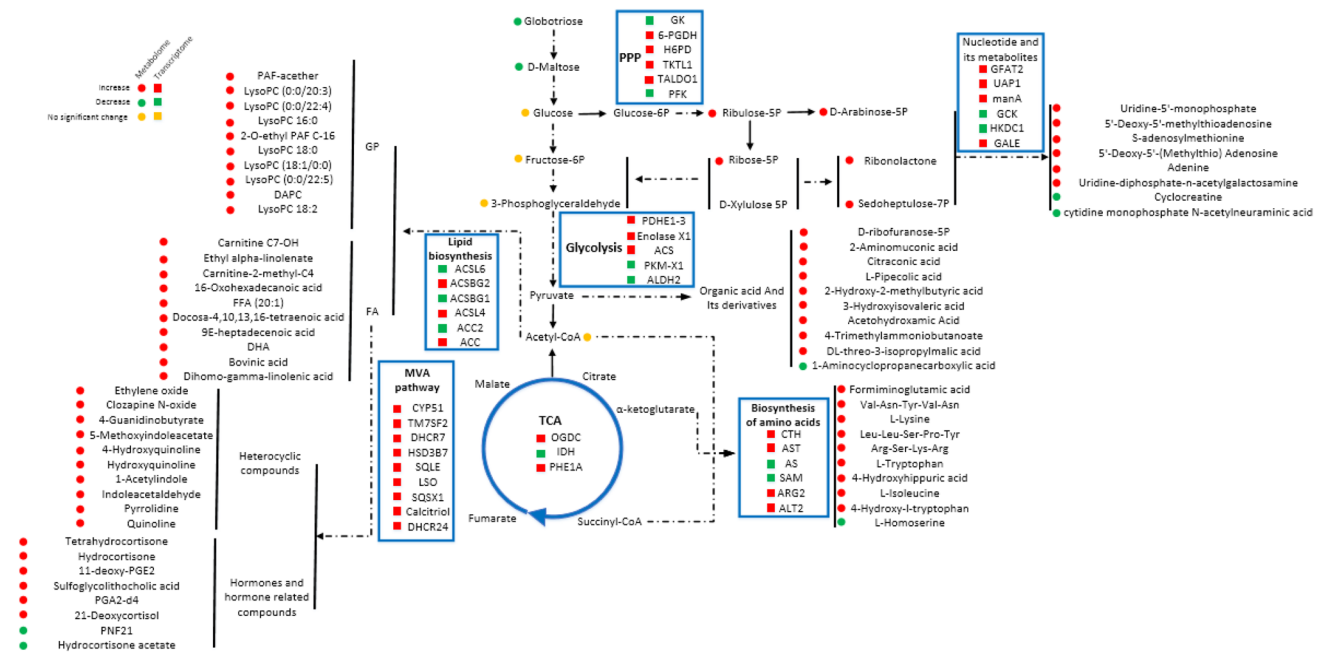 Metabolome
Transcriptome
Increase
Decrease
No significant change
PAF-acether
LysoPC (0:0/20:3)
LysoPC (0:0/22:4)
LysoPC 16:0
2-O-ethyl PAF C-16
LysoPC 18:0
LysoPC (18:1/0:0)
LysoPC (0:0/22:5)
DAPC
LysoPC 18:2
GP
Carnitine C7-OH
Ethyl alpha-linolenate
Carnitine-2-methyl-C4
16-Oxohexadecanoic acid
FFA (20:1)
Docosa-4,10,13,16-tetraenoic acid
9E-heptadecenoic acid
DHA
Bovinic acid
Dihomo-gamma-linolenic acid
FA
Ethylene oxide
Clozapine N-oxide
4-Guanidinobutyrate
5-Methoxyindoleacetate
4-Hydroxyquinoline
Hydroxyquinoline
1-Acetylindole
Indoleacetaldehyde
Pyrrolidine
Quinoline
Heterocyclic
compounds
Tetrahydrocortisone
Hydrocortisone
11-deoxy-PGE2
Sulfoglycolithocholic acid
PGA2-d4
21-Deoxycortisol
PNF21
Hydrocortisone acetate
Hormones and
hormone related
compounds
Lipid
biosynthesis
ACSL6
ACSBG2
ACSBG1
ACSL4
ACC2
ACC
MVA
pathway
CYP51
TM7SF2
DHCR7
HSD3B7
SQLE
LSO
SQSX1
Calcitriol
DHCR24
Globotriose
D-Maltose
Glucose
Glucose-6P
Ribulose-5P
D-Arabinose-5P
Fructose-6P
Ribose-5P
Ribonolactone
3-Phosphoglyceraldehyde
D-Xylulose 5P
Sedoheptulose-7P
PPP
GK
6-PGDH
H6PD
TKTL1
TALDO1
PFK
Glycolysis
PDHE1-3
Enolase X1
ACS
PKM-X1
ALDH2
Pyruvate
Organic acid And
Its derivatives
Acetyl-CoA
Malate
Citrate
α-ketoglutarate
TCA
OGDC
IDH
PHE1A
Fumarate
Succinyl-CoA
Nucleotide and
its metabolites
GFAT2
UAP1
manA
GCK
HKDC1
GALE
Uridine-5'-monophosphate
5'-Deoxy-5'-methylthioadenosine
S-adenosylmethionine
5'-Deoxy-5'-(Methylthio) Adenosine
Adenine
Uridine-diphosphate-n-acetylgalactosamine
Cyclocreatine
cytidine monophosphate N-acetylneuraminic acid
D-ribofuranose-5P
2-Aminomuconic acid
Citraconic acid
L-Pipecolic acid
2-Hydroxy-2-methylbutyric acid
3-Hydroxyisovaleric acid
Acetohydroxamic Acid
4-Trimethylammoniobutanoate
DL-threo-3-isopropylmalic acid
1-Aminocyclopropanecarboxylic acid
Biosynthesis
of amino acids
CTH
AST
AS
SAM
ARG2
ALT2
Formiminoglutamic acid
Val-Asn-Tyr-Val-Asn
L-Lysine
Leu-Leu-Ser-Pro-Tyr
Arg-Ser-Lys-Arg
L-Tryptophan
4-Hydroxyhippuric acid
L-Isoleucine
4-Hydroxy-l-tryptophan
L-Homoserine